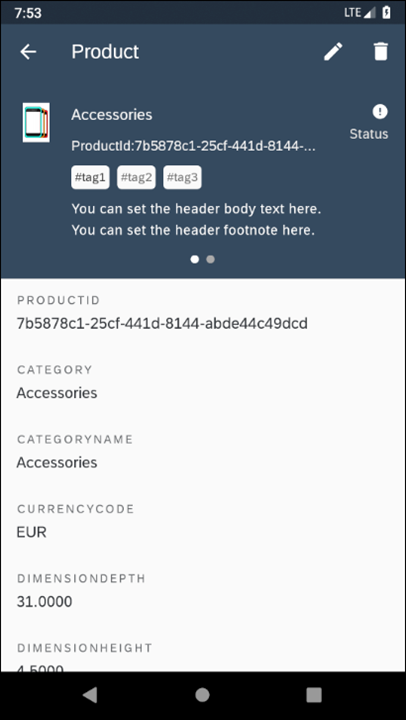 7:53
LTE
Product
Accessories
ProductId:7b5878c1-25cf-441d-8144-...
Status
#tag1 #tag2 #tag3
You can set the header body text here.
You can set the header footnote here.
PRODUCTID
7b5878c1-25cf-441d-8144-abde44c49dcd
CATEGORY
Accessories
CATEGORYNAME
Accessories
CURRENCYCODE
EUR
DIMENSIONDEPTH
31.0000
DIMENSIONHEIGHT
4.5000